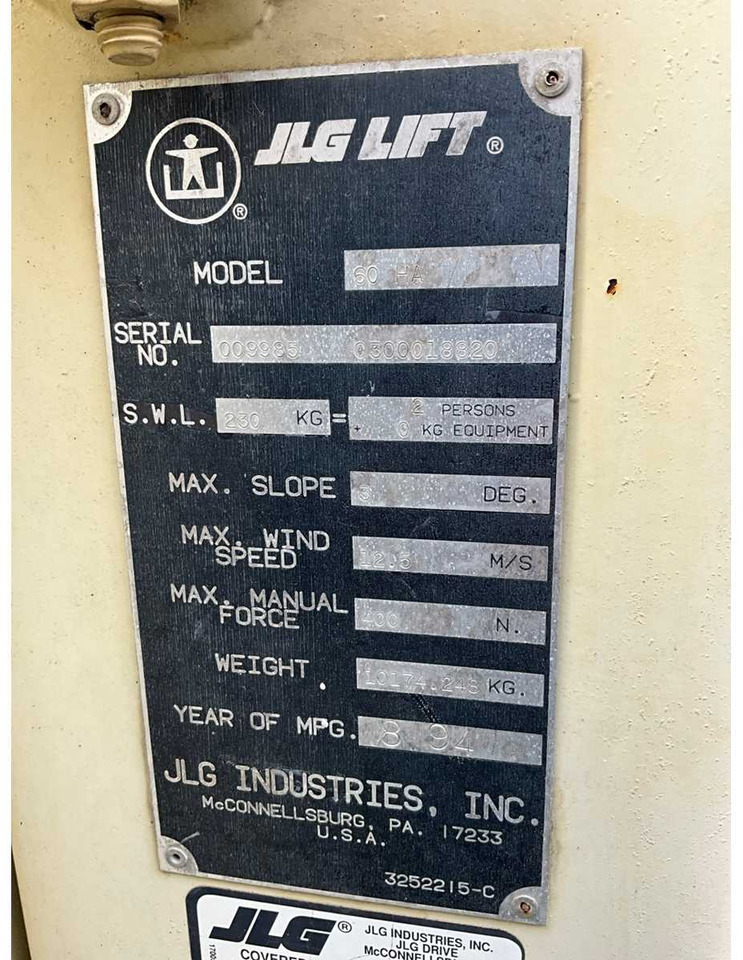 JLG LIFT ®
®
MODEL 60 HA
SERIAL NO. 009985 0300018820
S.W.L. 230 KG = 2 PERSONS
+ 0 KG EQUIPMENT
MAX. SLOPE 5 DEG.
MAX. WIND
SPEED 12.5 M/S
MAX. MANUAL
FORCE 400 N.
WEIGHT. 10174.248 KG.
YEAR OF MPG. 8 94
JLG INDUSTRIES, INC.
McCONNELLSBURG, PA. 17233
U.S.A.
3252215-C
JLG ® JLG INDUSTRIES, INC.
JLG DRIVE